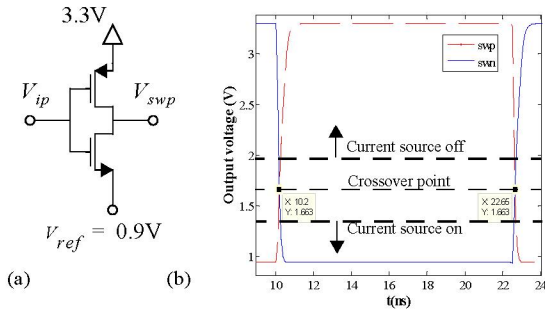 3.3V
V_ip
V_swp
V_ref = 0.9V
(a)
(b)
Output voltage (V)
3
2.5
2
1.5
1
swp
swn
Current source off
Crossover point
X: 10.2
Y: 1.663
X: 22.65
Y: 1.663
Current source on
10 12 14 16 18 20 22 24
t(ns)